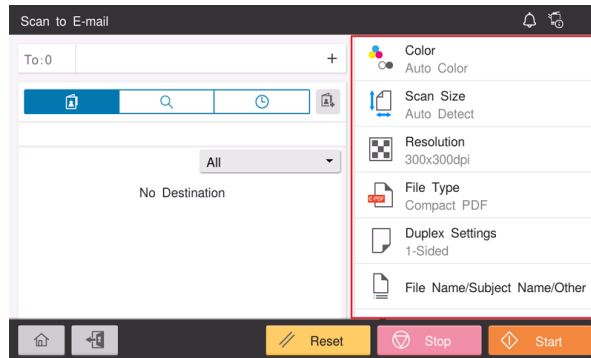 Scan to E-mail
To:0
+
All
No Destination
Color
Auto Color
Scan Size
Auto Detect
Resolution
300x300dpi
File Type
C-PDF
Compact PDF
Duplex Settings
1-Sided
File Name/Subject Name/Other
Reset
Stop
Start